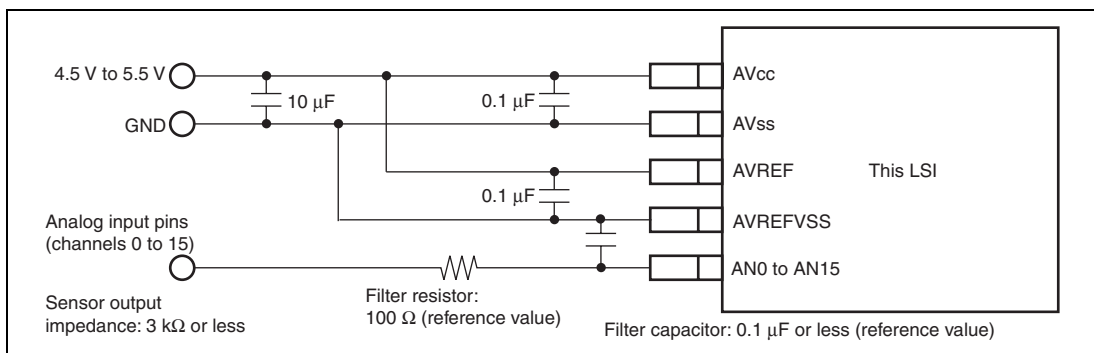 4.5 V to 5.5 V
10 µF
0.1 µF
AVcc
GND
AVss
AVREF
This LSI
0.1 µF
AVREFVSS
Analog input pins
(channels 0 to 15)
AN0 to AN15
Sensor output
impedance: 3 kΩ or less
Filter resistor:
100 Ω (reference value)
Filter capacitor: 0.1 µF or less (reference value)